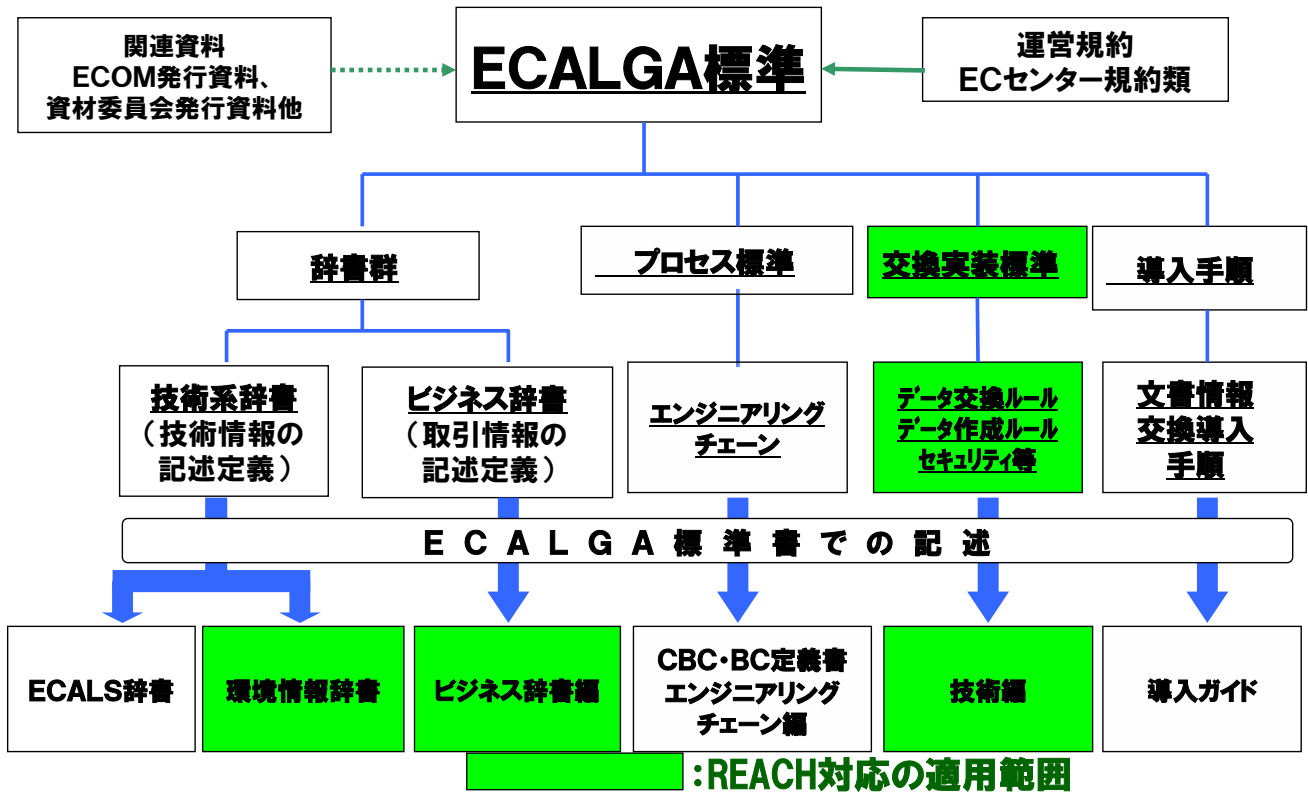 関連資料
ECOM発行資料、
資材委員会発行資料他
ECALGA標準
運営規約
ECセンター規約類
辞書群
プロセス標準
交換実装標準
導入手順
技術系辞書
（技術情報の
記述定義）
ビジネス辞書
（取引情報の
記述定義）
エンジニアリング
チェーン
データ交換ルール
データ作成ルール
セキュリティ等
文書情報
交換導入
手順
ECALGA標準書での記述
ECALS辞書
環境情報辞書
ビジネス辞書編
CBC・BC定義書
エンジニアリング
チェーン編
技術編
導入ガイド
：REACH対応の適用範囲